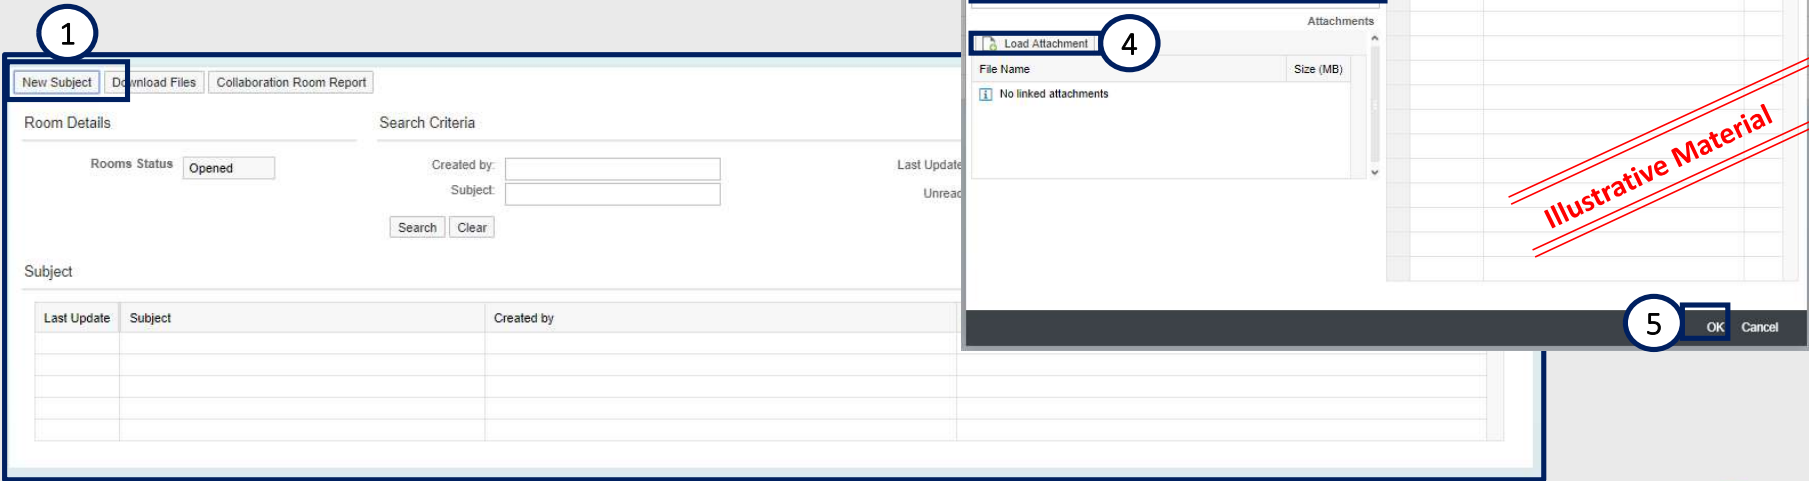 1
New Subject Download Files Collaboration Room Report
Room Details
Search Criteria
Rooms Status Opened
Created by:
Subject:
Last Update
Unread
Search Clear
Subject
Last Update Subject Created by
Attachments
Load Attachment 4
File Name Size (MB)
No linked attachments
Illustrative Material
5 OK Cancel